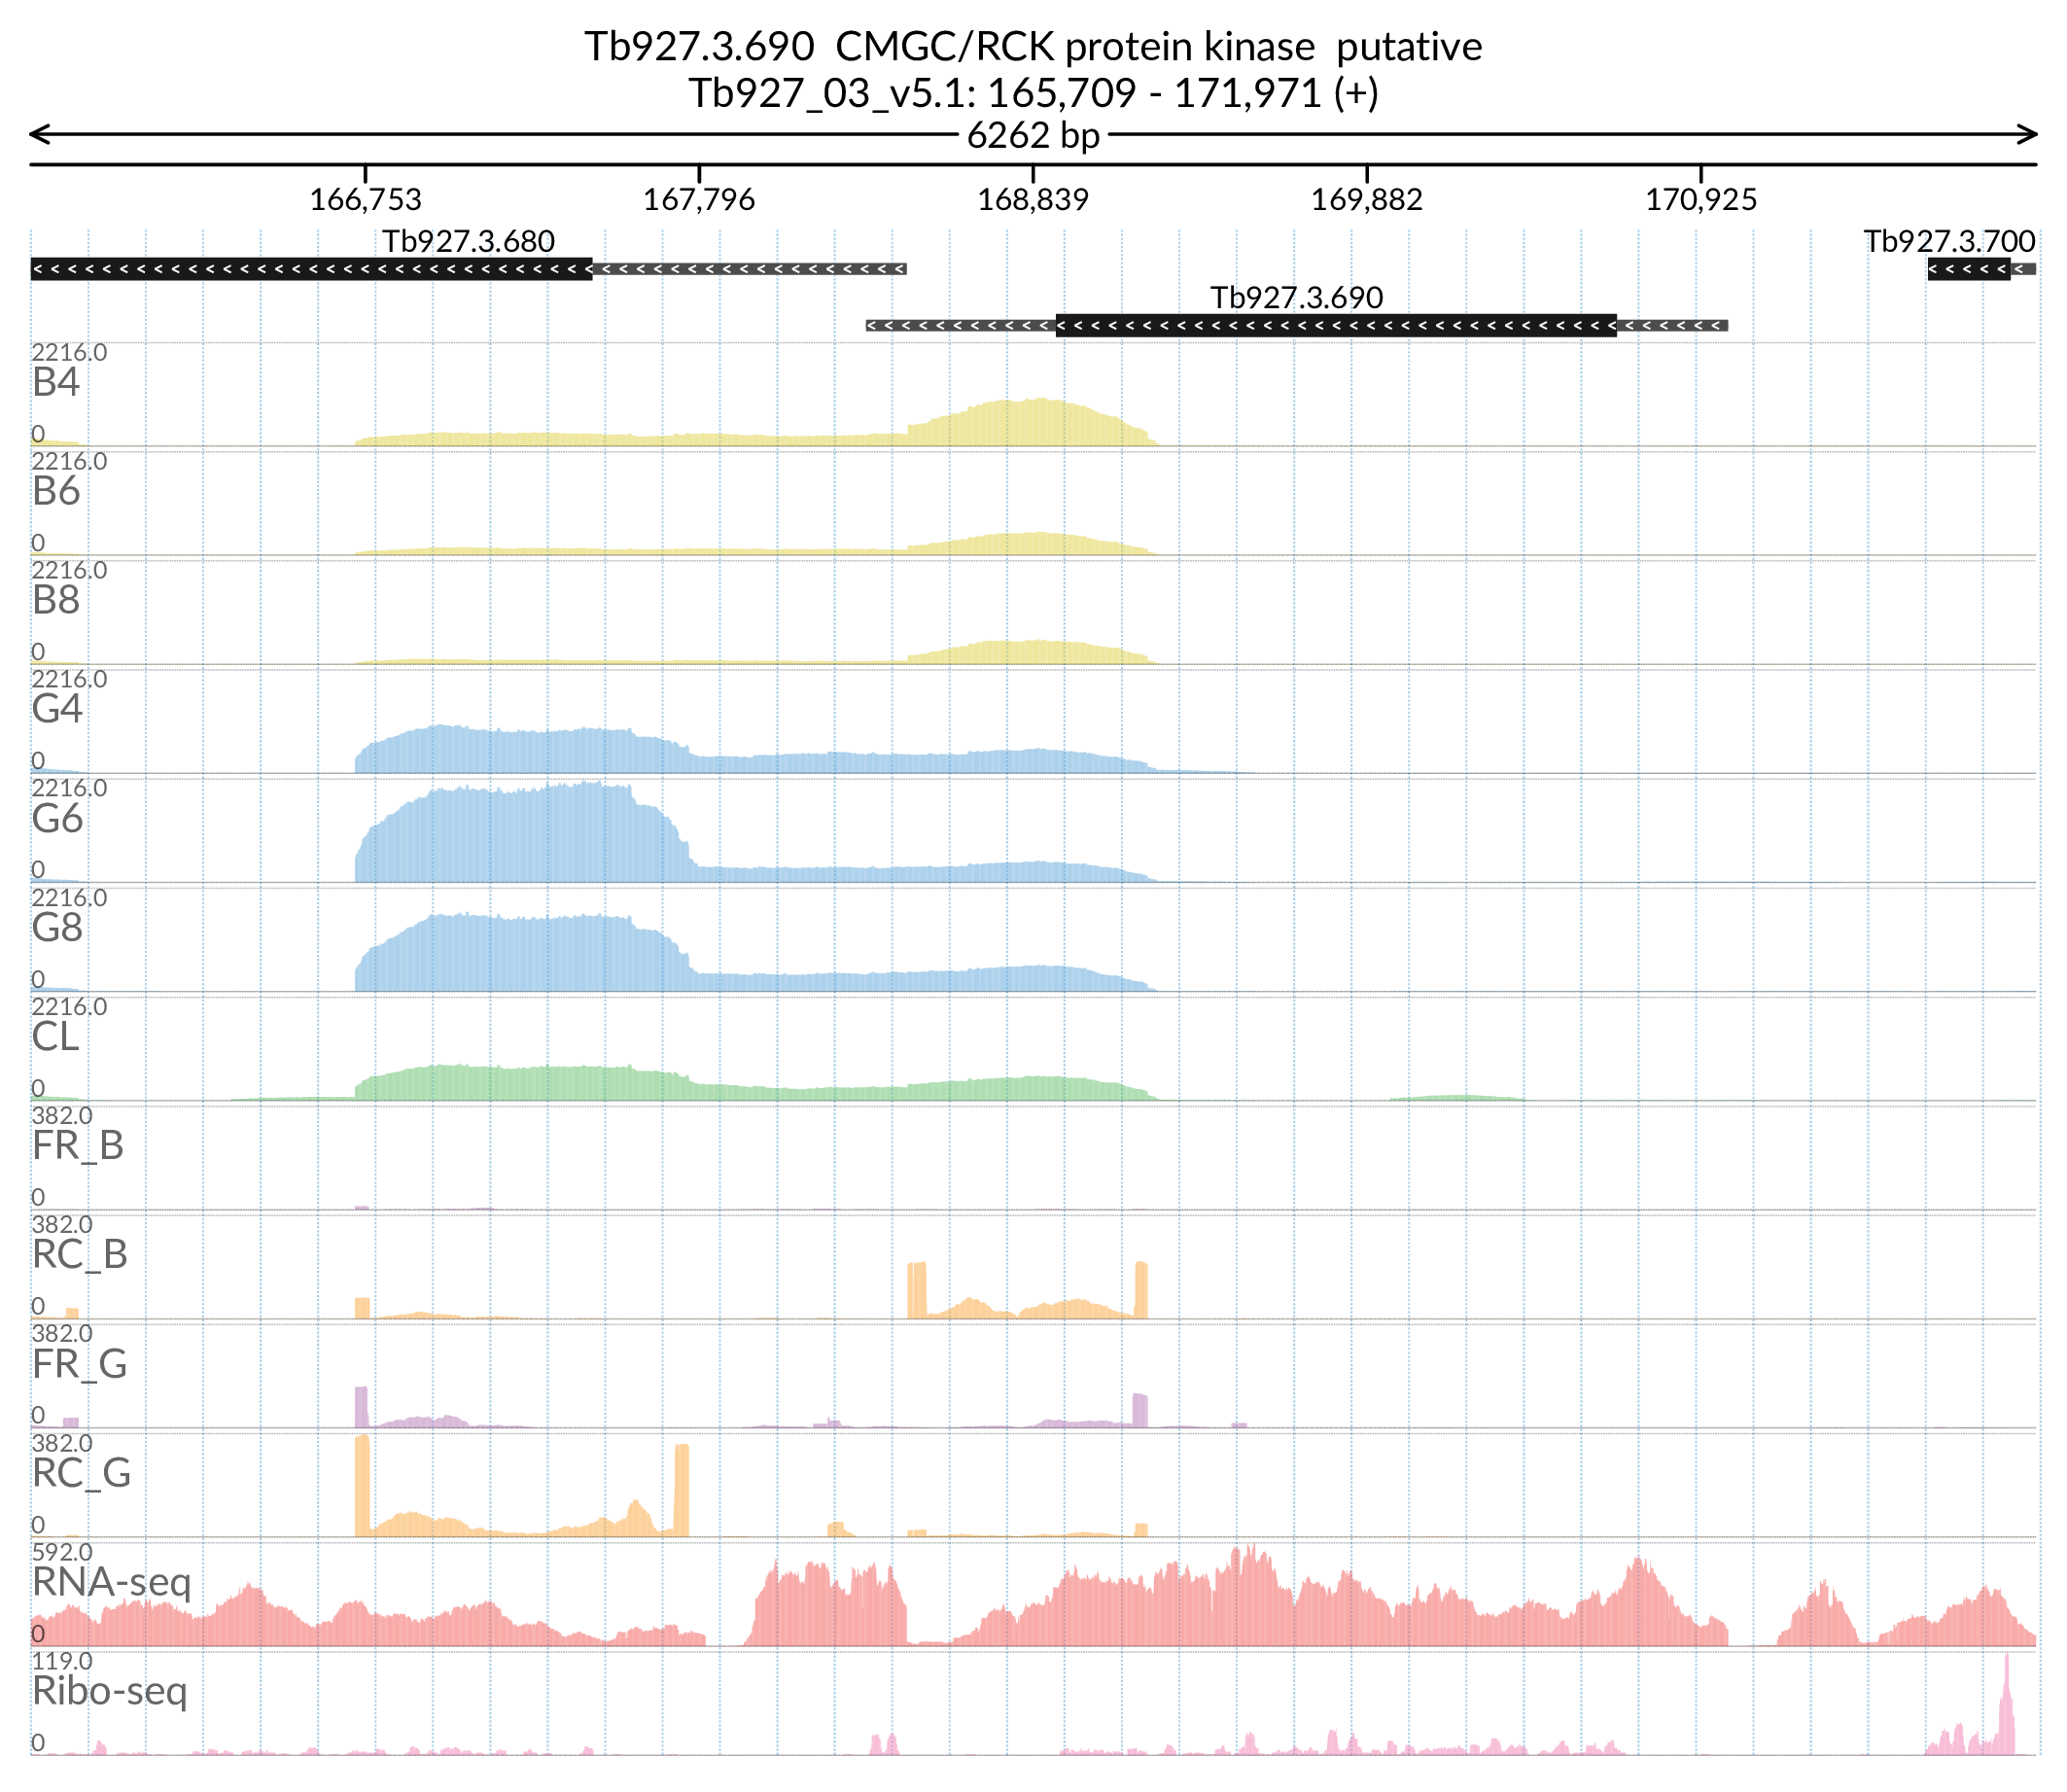 Tb927.3.690  CMGC/RCK protein kinase  putative
Tb927_03_v5.1: 165,709 - 171,971 (+)
6262 bp
166,753 167,796 168,839 169,882 170,925
Tb927.3.680 Tb927.3.700
Tb927.3.690
2216.0
B4
0
2216.0
B6
0
2216.0
B8
0
2216.0
G4
0
2216.0
G6
0
2216.0
G8
0
2216.0
CL
0
382.0
FR_B
0
382.0
RC_B
0
382.0
FR_G
0
382.0
RC_G
0
592.0
RNA-seq
0
119.0
Ribo-seq
0